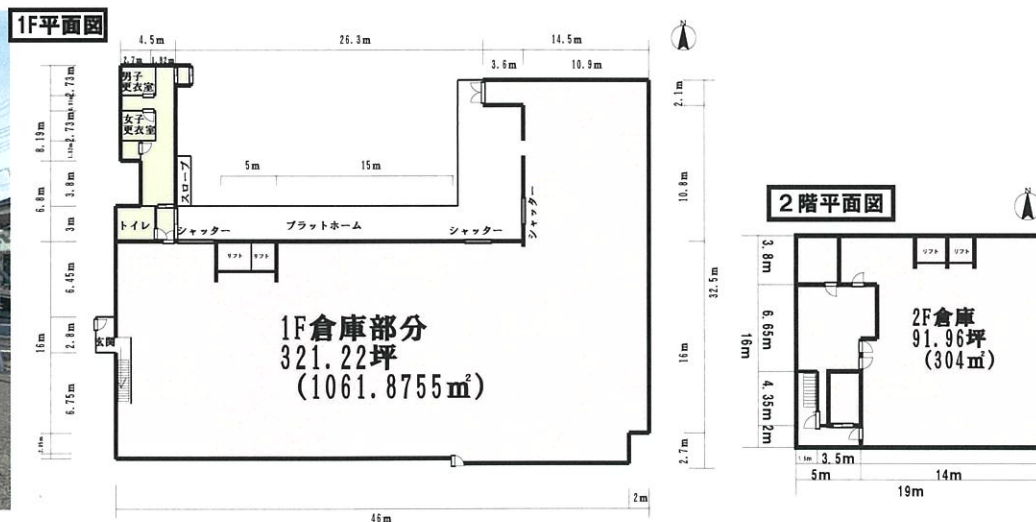 1F平面図
4.5m
26.3m
14.5m
2.7m
1.82m
3.6m
10.9m
N
男子
更衣室
女子
更衣室
2.73m
2.73m
8.19m
3.8m
6.8m
3m
6.45m
2.8m
16m
6.75m
5m
15m
スロープ
トイレ
シャッター
プラットホーム
シャッター
シャッター
リフト
リフト
玄関
1F倉庫部分
321.22坪
(1061.8755㎡)
2.1m
10.8m
32.5m
16m
2.7m
2m
46m
2階平面図
N
3.8m
6.65m
16m
4.35m
2m
リフト
リフト
2F倉庫
91.96坪
(304㎡)
3.5m
5m
14m
19m